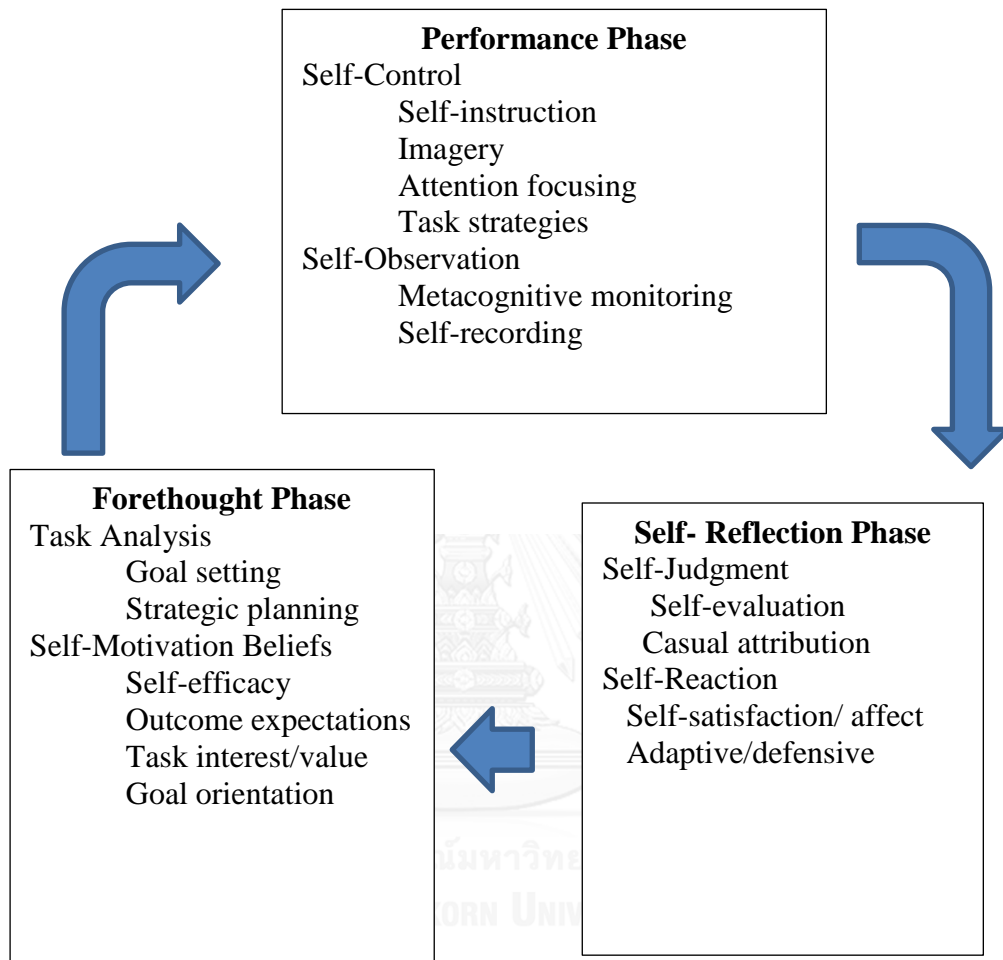 Performance Phase
Self-Control
Self-instruction
Imagery
Attention focusing
Task strategies
Self-Observation
Metacognitive monitoring
Self-recording
Forethought Phase
Task Analysis
Goal setting
Strategic planning
Self-Motivation Beliefs
Self-efficacy
Outcome expectations
Task interest/value
Goal orientation
Self- Reflection Phase
Self-Judgment
Self-evaluation
Casual attribution
Self-Reaction
Self-satisfaction/ affect
Adaptive/defensive